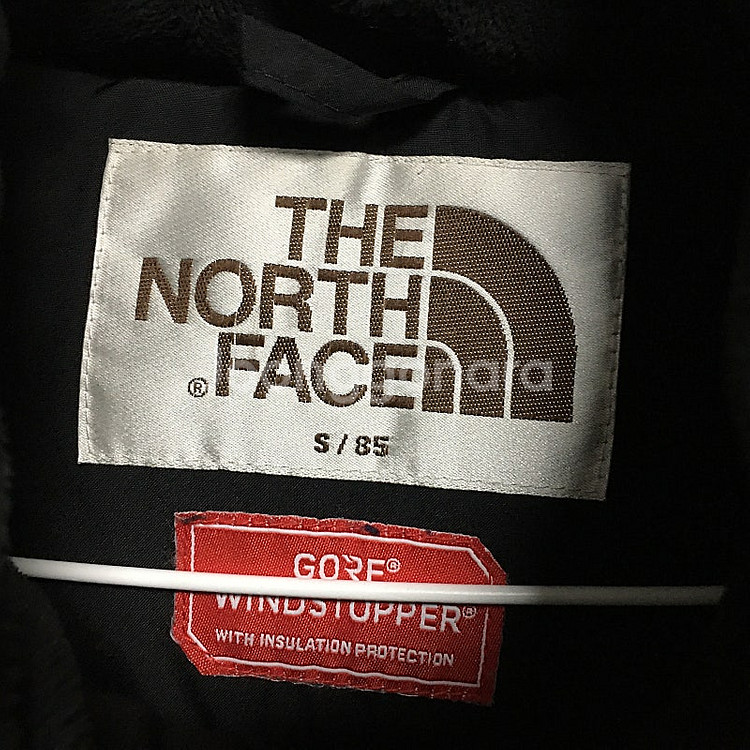 THE
NORTH
® FACE
S / 85
GORE®
WINDSTOPPER®
WITH INSULATION PROTECTION